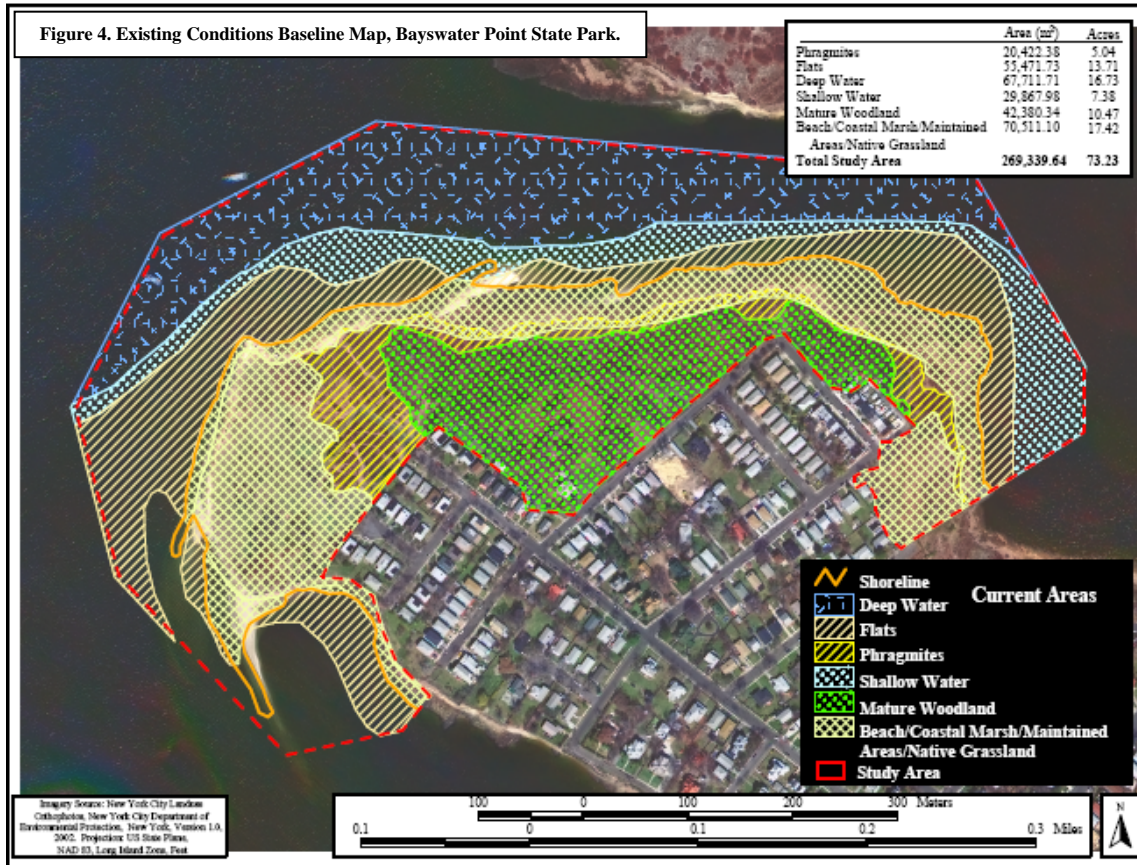 Figure 4. Existing Conditions Baseline Map, Bayswater Point State Park.
Area (m²) Acres
Phragmites 20,422.38 5.04
Flats 55,471.73 13.71
Deep Water 67,711.71 16.73
Shallow Water 29,867.98 7.38
Mature Woodland 42,380.34 10.47
Beach/Coastal Marsh/Maintained 70,511.10 17.42
Areas/Native Grassland
Total Study Area 269,339.64 73.23
Current Areas
Shoreline
Deep Water
Flats
Phragmites
Shallow Water
Mature Woodland
Beach/Coastal Marsh/Maintained
Areas/Native Grassland
Study Area
Imagery Source: New York City Landbase
Orthophotos, New York City Department of
Environmental Protection, New York, Version 1.0,
2002. Projection: US State Plane,
NAD 83, Long Island Zone, Feet
100 0 100 200 300 Meters
0.1 0 0.1 0.2 0.3 Miles
N